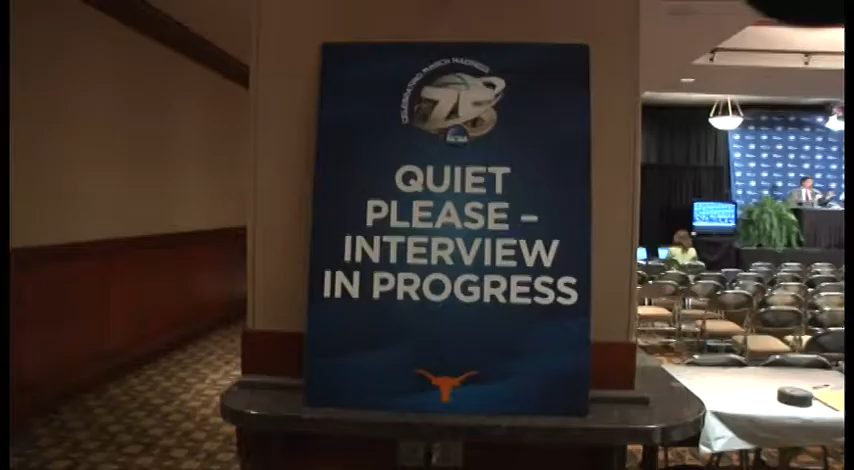 CELEBRATING MARCH MADNESS
75
NCAA
QUIET
PLEASE –
INTERVIEW
IN PROGRESS